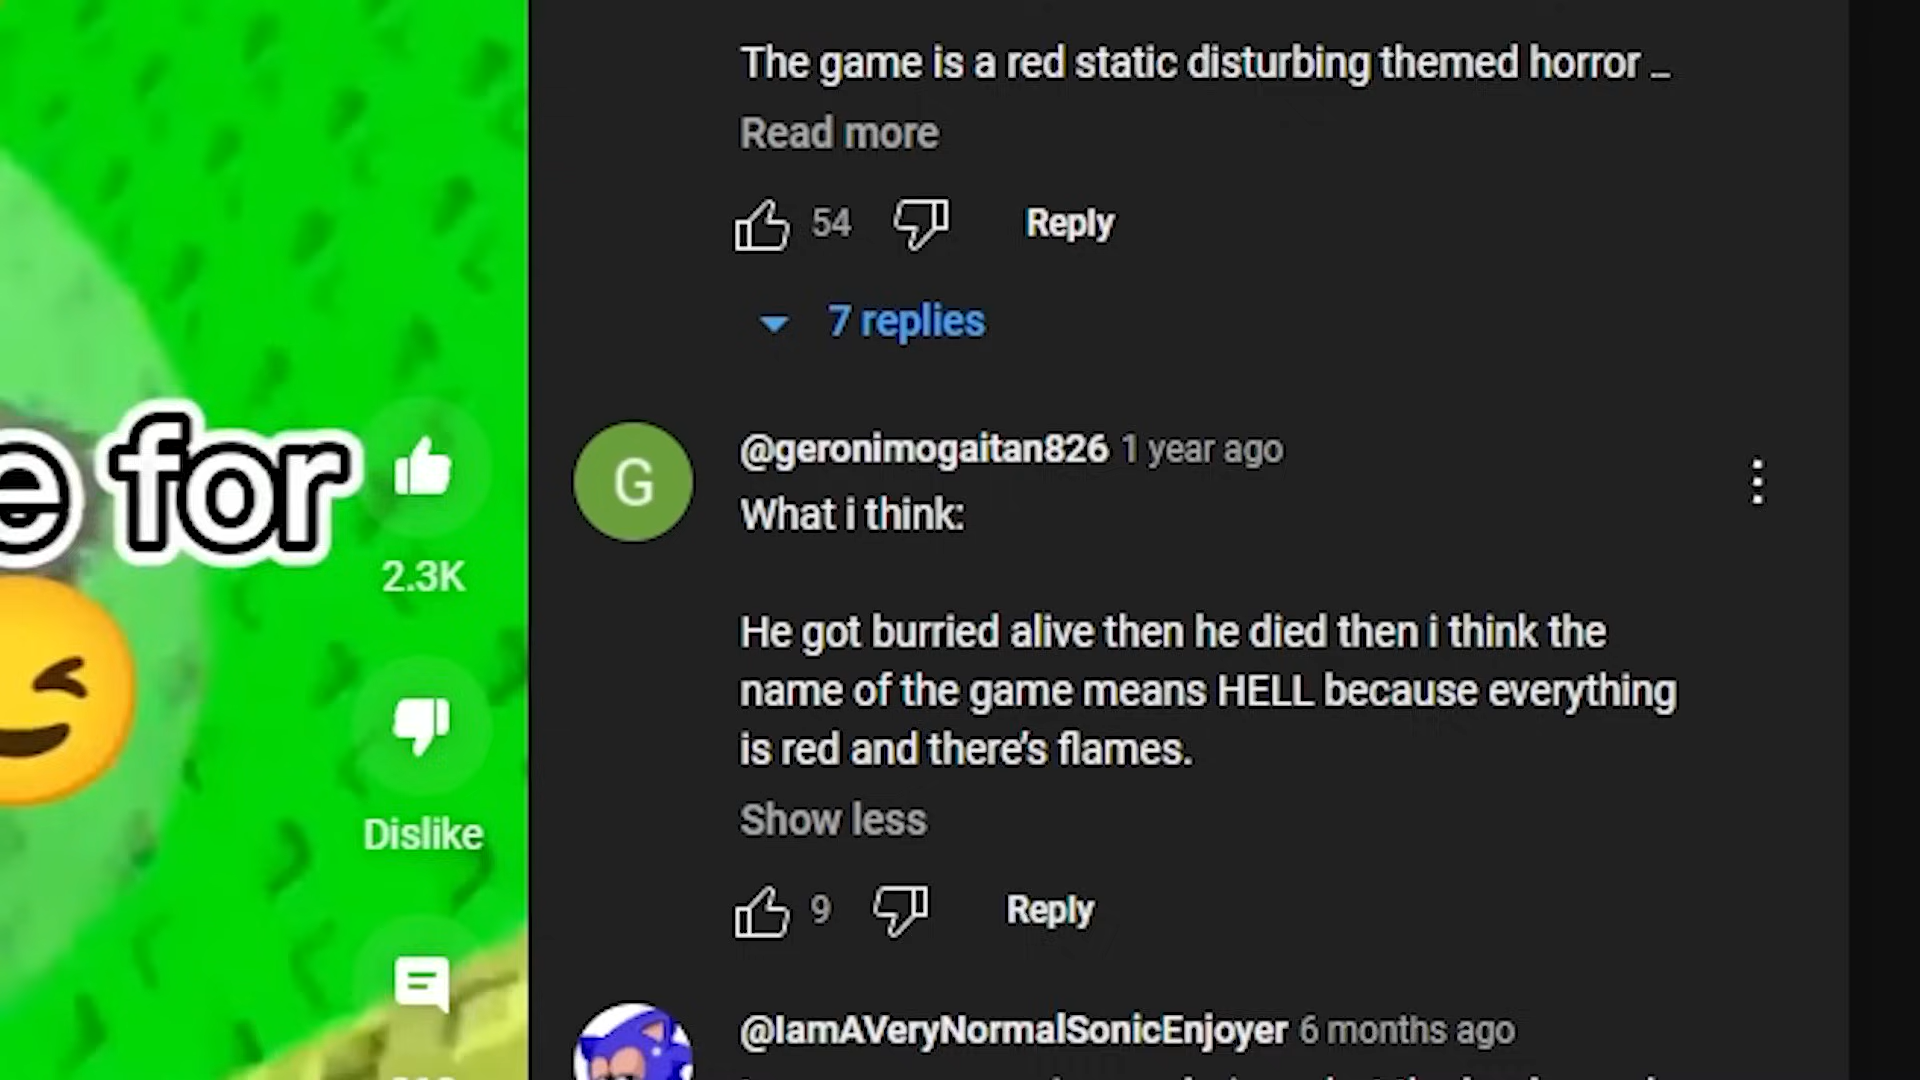 The game is a red static disturbing themed horror ...
Read more
54
Reply
7 replies
e for
2.3K
Dislike
G
@geronimogaitan826 1 year ago
What i think:
He got burried alive then he died then i think the
name of the game means HELL because everything
is red and there's flames.
Show less
9
Reply
@IamAVeryNormalSonicEnjoyer 6 months ago